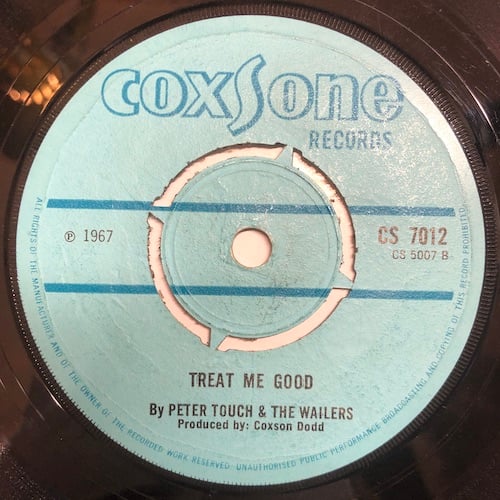 coxSone
RECORDS
℗ 1967
CS 7012
CS 5007 B
TREAT ME GOOD
By PETER TOUCH & THE WAILERS
Produced by: Coxson Dodd
ALL RIGHTS OF THE MANUFACTURER AND OF THE OWNER OF THE RECORDED WORK RESERVED. UNAUTHORISED PUBLIC PERFORMANCE BROADCASTING AND COPYING OF THIS RECORD PROHIBITED